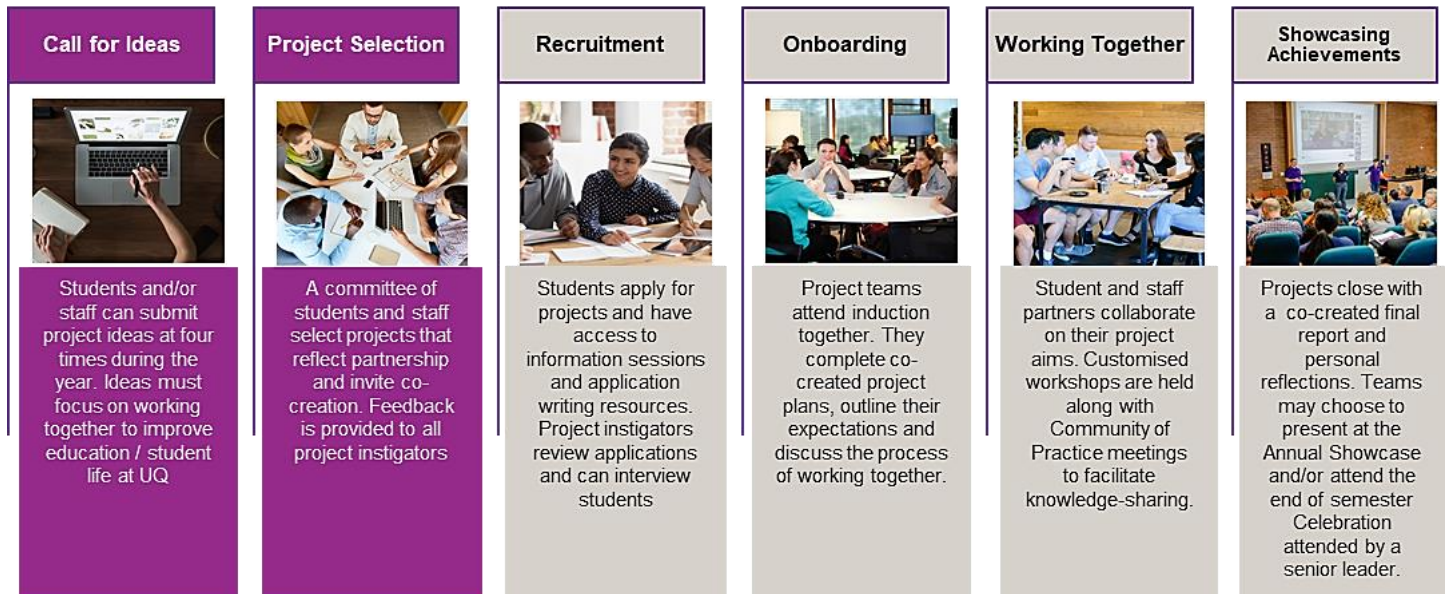 Call for Ideas
Students and/or
staff can submit
project ideas at four
times during the
year. Ideas must
focus on working
together to improve
education / student
life at UQ
Project Selection
A committee of
students and staff
select projects that
reflect partnership
and invite co-
creation. Feedback
is provided to all
project instigators
Recruitment
Students apply for
projects and have
access to
information sessions
and application
writing resources.
Project instigators
review applications
and can interview
students
Onboarding
Project teams
attend induction
together. They
complete co-
created project
plans, outline their
expectations and
discuss the process
of working together.
Working Together
Student and staff
partners collaborate
on their project
aims. Customised
workshops are held
along with
Community of
Practice meetings
to facilitate
knowledge-sharing.
Showcasing
Achievements
Projects close with
a co-created final
report and
personal
reflections. Teams
may choose to
present at the
Annual Showcase
and/or attend the
end of semester
Celebration
attended by a
senior leader.